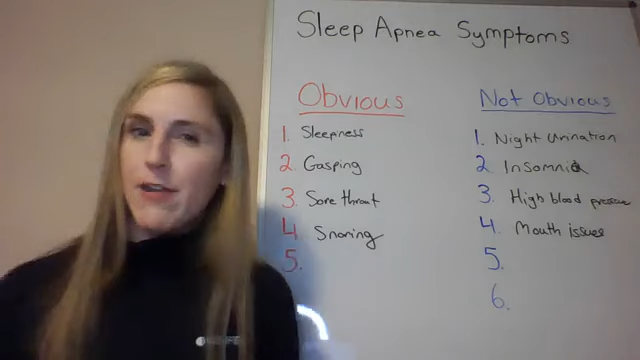 Sleep Apnea Symptoms
Obvious
1. Sleepness
2 Gasping
3 Sore throat
4 Snoring
5.
Not Obvious
1. Night Urination
2 Insomnia
3. High blood pressure
4. Mouth issues
5.
6.